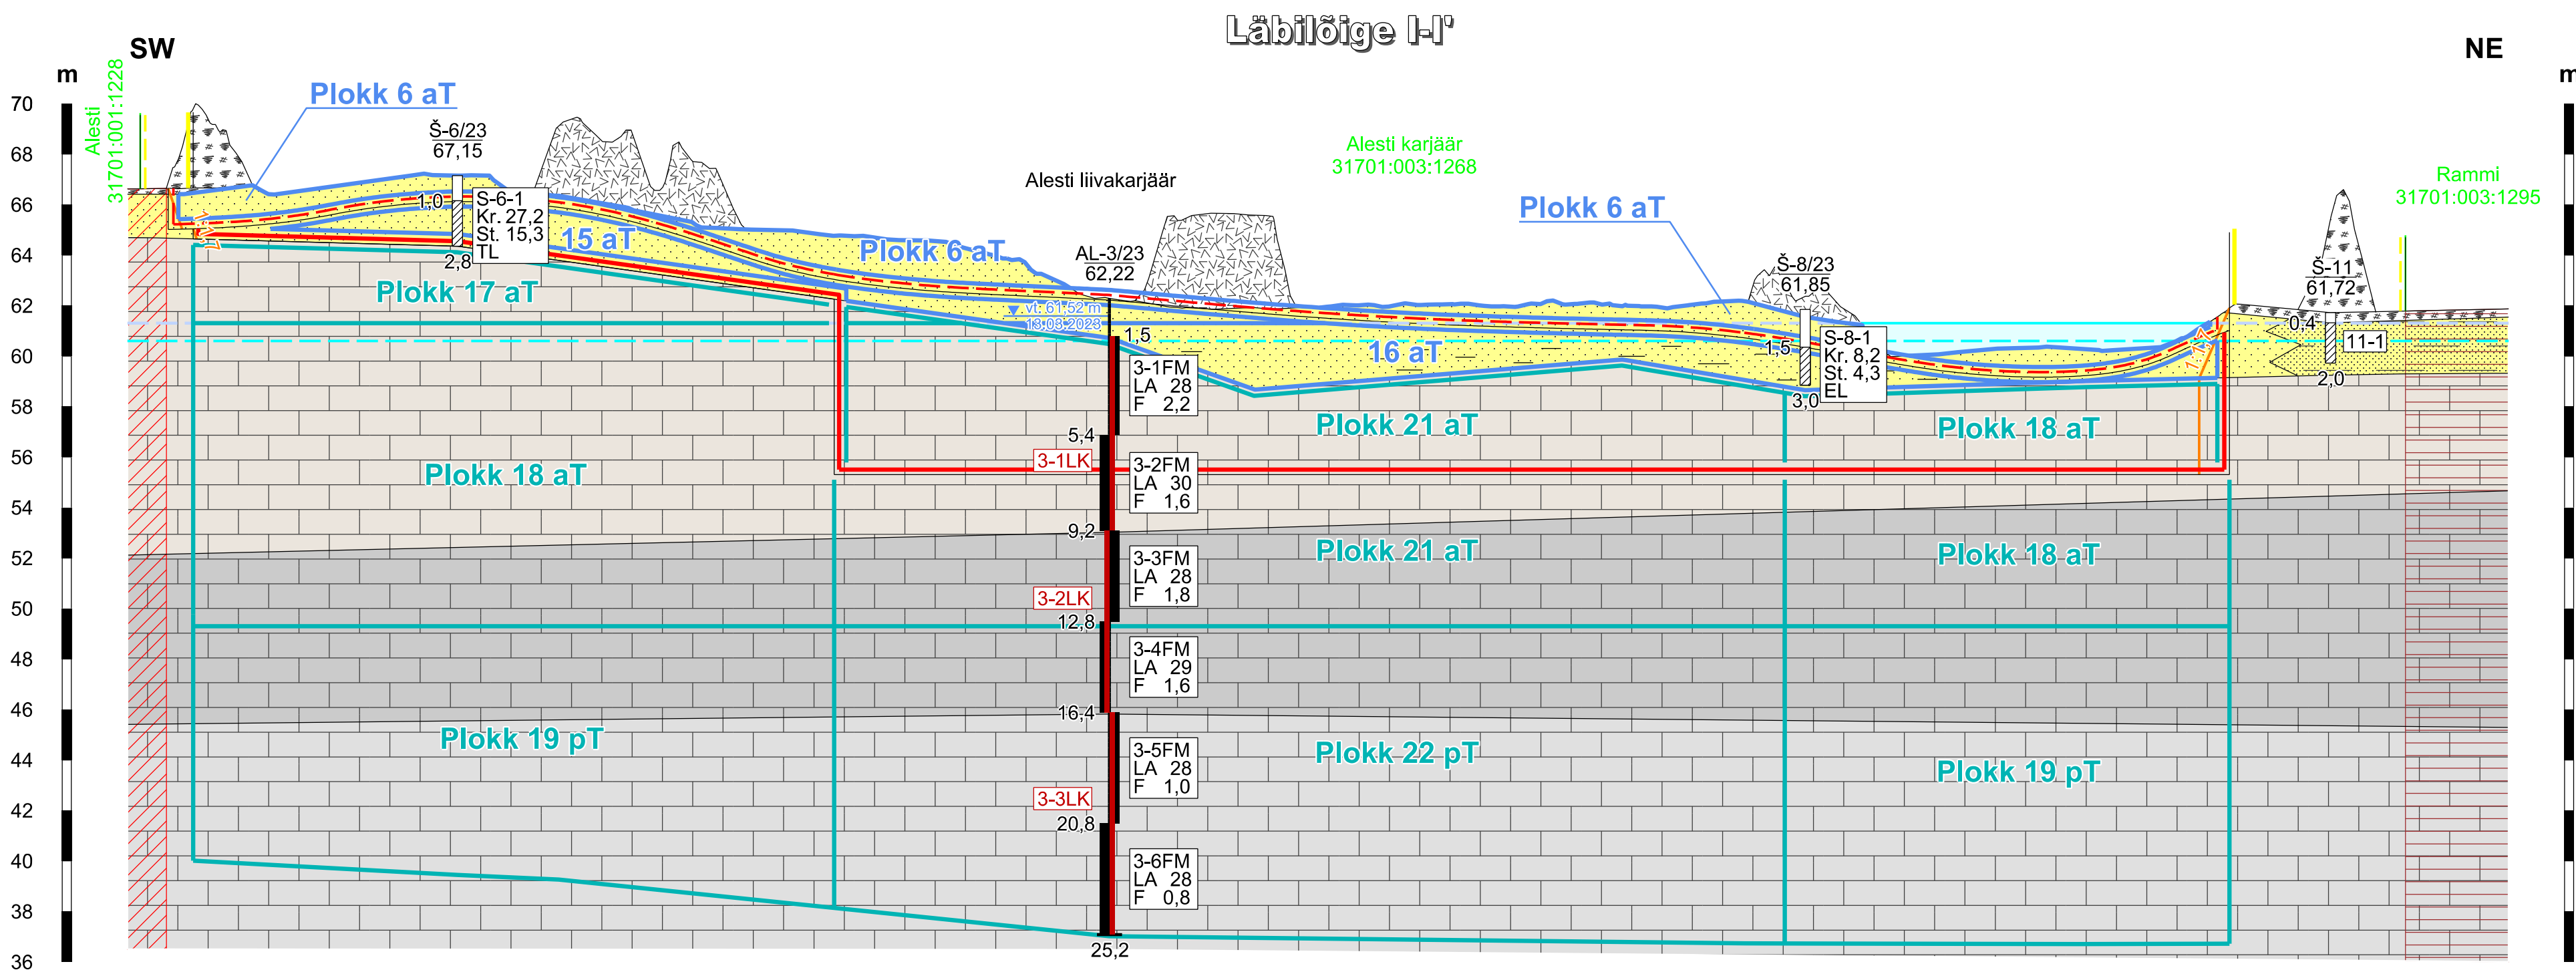 Läbilõige I-I'
SW
NE
m
m
70
68
66
64
62
60
58
56
54
52
50
48
46
44
42
40
38
36
Alesti
31701:001:1228
Plokk 6 aT
Š-6/23
67,15
1,0
2,8
S-6-1
Kr. 27,2
St. 15,3
TL
15 aT
Plokk 17 aT
Plokk 6 aT
Alesti liivakarjäär
AL-3/23
62,22
vt. 61,52 m
13.03.2023
1,5
Alesti karjäär
31701:003:1268
Plokk 6 aT
16 aT
Š-8/23
61,85
1,5
3,0
S-8-1
Kr. 8,2
St. 4,3
EL
Rammi
31701:003:1295
Š-11
61,72
0,4
11-1
2,0
3-1FM
LA 28
F 2,2
5,4
3-1LK
3-2FM
LA 30
F 1,6
9,2
3-3FM
LA 28
F 1,8
3-2LK
12,8
3-4FM
LA 29
F 1,6
16,4
3-5FM
LA 28
F 1,0
3-3LK
20,8
3-6FM
LA 28
F 0,8
25,2
Plokk 18 aT
Plokk 21 aT
Plokk 18 aT
Plokk 21 aT
Plokk 18 aT
Plokk 19 pT
Plokk 22 pT
Plokk 19 pT